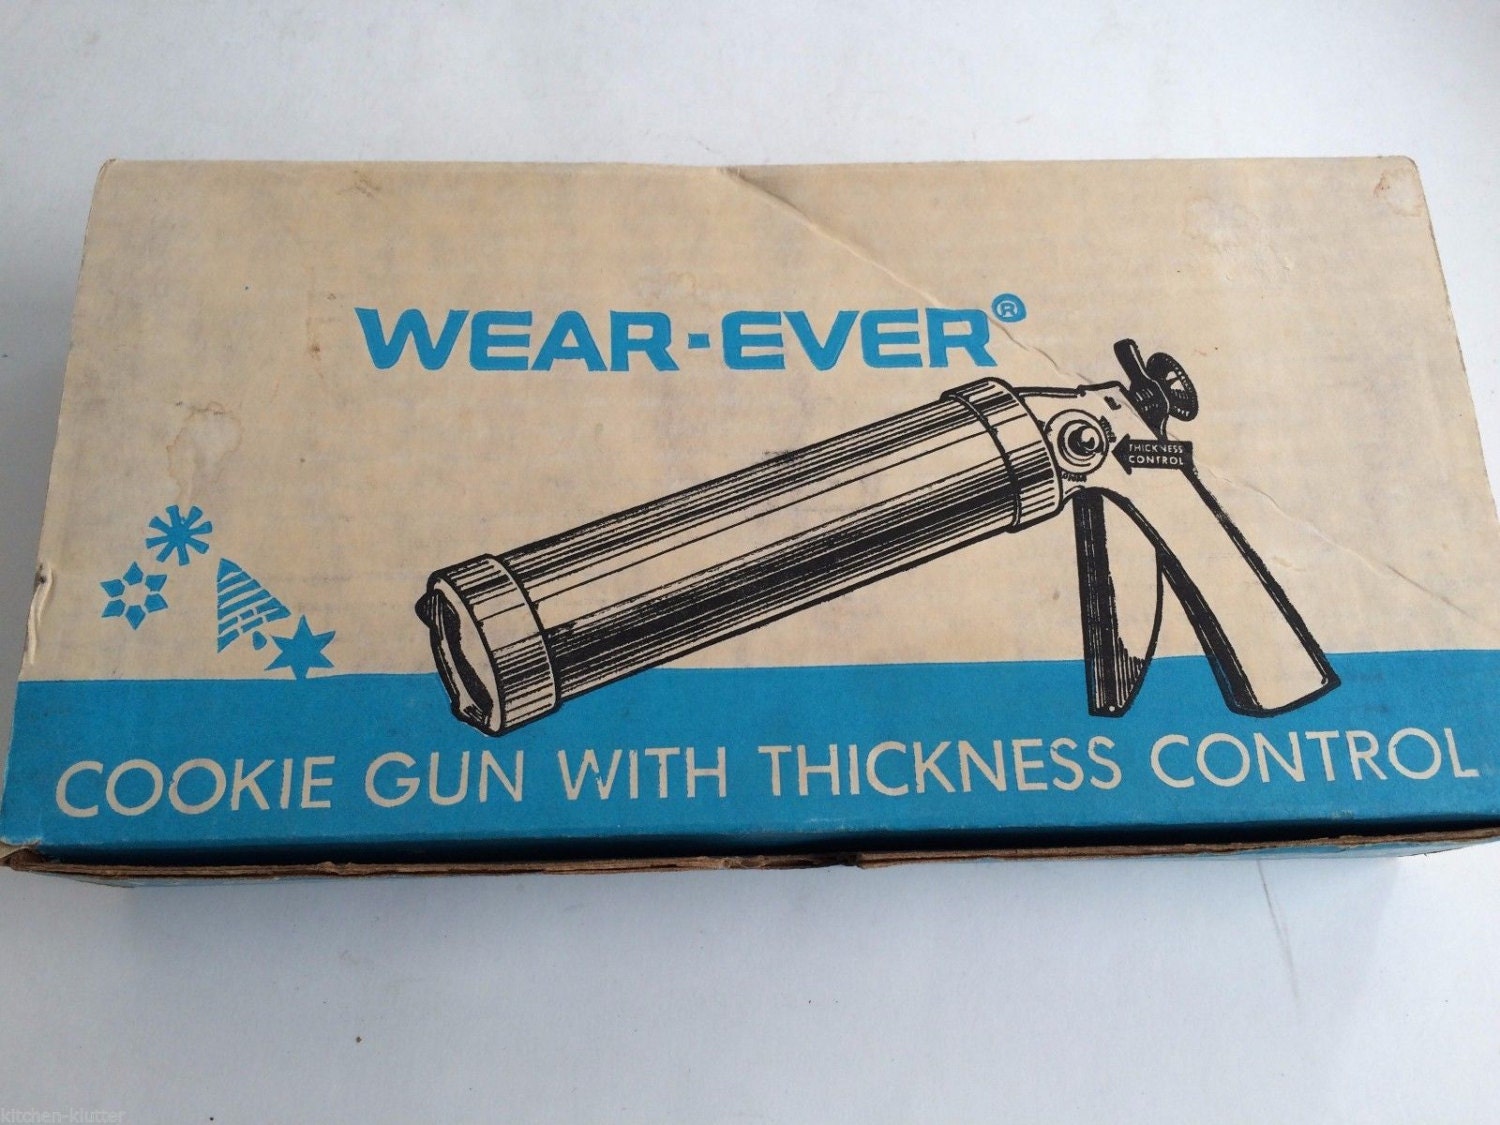 WEAR·EVER®
THICKNESS
CONTROL
COOKIE GUN WITH THICKNESS CONTROL
kitchen-klutter